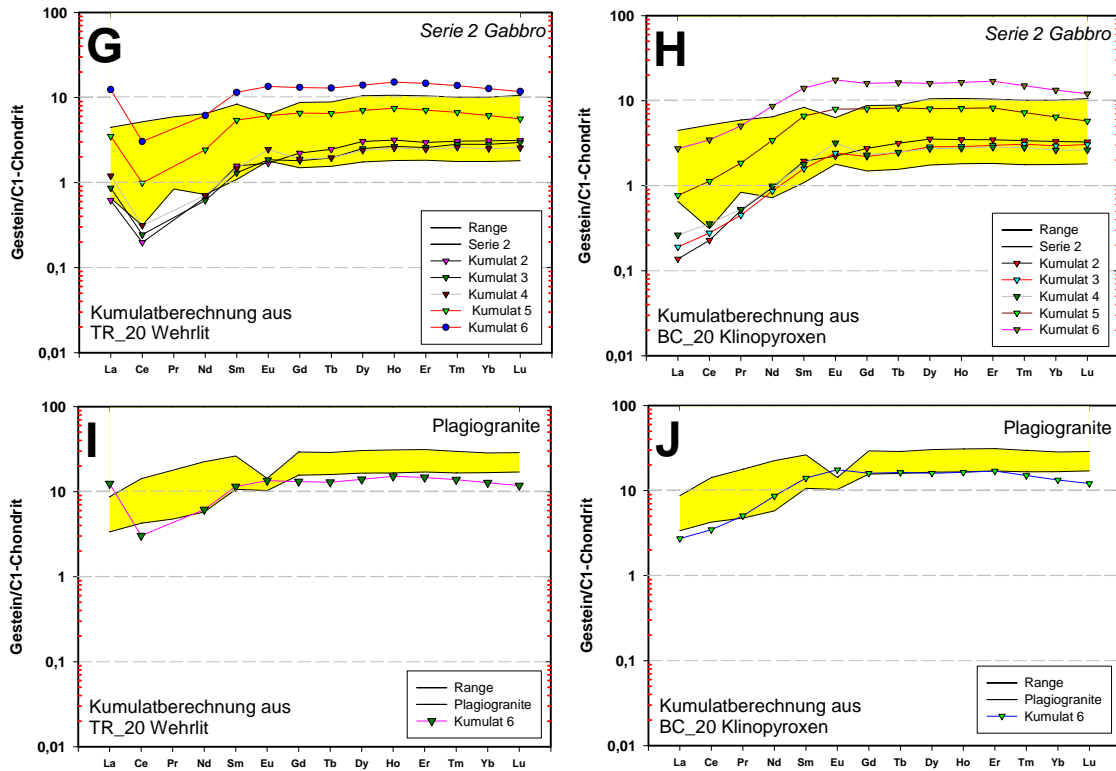 G
Serie 2 Gabbro
Gestein/C1-Chondrit
100
10
1
0,1
0,01
Range
Serie 2
Kumulat 2
Kumulat 3
Kumulat 4
Kumulat 5
Kumulat 6
Kumulatberechnung aus
TR_20 Wehrlit
La Ce Pr Nd Sm Eu Gd Tb Dy Ho Er Tm Yb Lu
H
Serie 2 Gabbro
Gestein/C1-Chondrit
100
10
1
0,1
0,01
Range
Serie 2
Kumulat 2
Kumulat 3
Kumulat 4
Kumulat 5
Kumulat 6
Kumulatberechnung aus
BC_20 Klinopyroxen
La Ce Pr Nd Sm Eu Gd Tb Dy Ho Er Tm Yb Lu
I
Plagiogranite
Gestein/C1-Chondrit
100
10
1
0,1
0,01
Range
Plagiogranite
Kumulat 6
Kumulatberechnung aus
TR_20 Wehrlit
La Ce Pr Nd Sm Eu Gd Tb Dy Ho Er Tm Yb Lu
J
Plagiogranite
Gestein/C1-Chondrit
100
10
1
0,1
0,01
Range
Plagiogranite
Kumulat 6
Kumulatberechnung aus
BC_20 Klinopyroxen
La Ce Pr Nd Sm Eu Gd Tb Dy Ho Er Tm Yb Lu